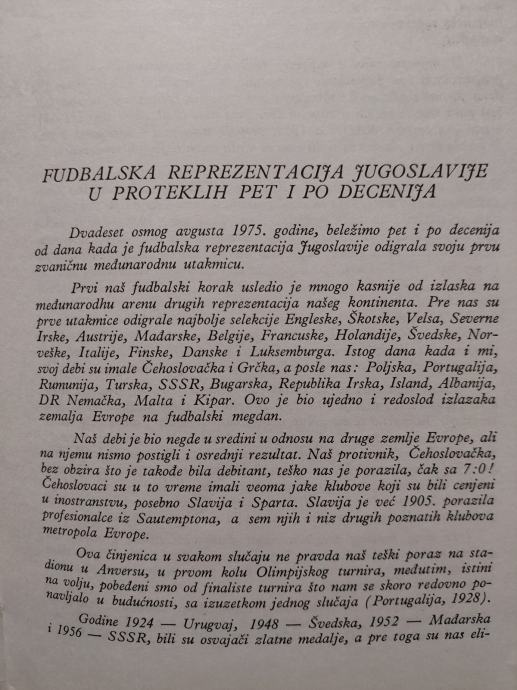 FUDBALSKA REPREZENTACIJA JUGOSLAVIJE
U PROTEKLIH PET I PO DECENIJA
Dvadeset osmog avgusta 1975. godine, beležimo pet i po decenija
od dana kada je fudbalska reprezentacija Jugoslavije odigrala svoju prvu
zvaničnu međunarodnu utakmicu.
Prvi naš fudbalski korak usledio je mnogo kasnije od izlaska na
međunarodnu arenu drugih reprezentacija našeg kontinenta. Pre nas su
prve utakmice odigrale najbolje selekcije Engleske, Škotske, Velsa, Severne
Irske, Austrije, Mađarske, Belgije, Francuske, Holandije, Švedske, Nor-
veške, Italije, Finske, Danske i Luksemburga. Istog dana kada i mi,
svoj debi su imale Čehoslovačka i Grčka, a posle nas: Poljska, Portugalija,
Rumunija, Turska, SSSR, Bugarska, Republika Irska, Island, Albanija,
DR Nemačka, Malta i Kipar. Ovo je bio ujedno i redosled izlazaka
zemalja Evrope na fudbalski megdan.
Naš debi je bio negde u sredini u odnosu na druge zemlje Evrope, ali
na njemu nismo postigli i osrednji rezultat. Naš protivnik, Čehoslovačka,
bez obzira što je takođe bila debitant, teško nas je porazila, čak sa 7:0!
Čehoslovaci su u to vreme imali veoma jake klubove koji su bili cenjeni
u inostranstvu, posebno Slavija i Sparta. Slavija je već 1905. porazila
profesionalce iz Sautemptona, a sem njih i niz drugih poznatih klubova
metropola Evrope.
Ova činjenica u svakom slučaju ne pravda naš teški poraz na sta-
dionu u Anversu, u prvom kolu Olimpijskog turnira, međutim, istini
na volju, pobeđeni smo od finaliste turnira što nam se skoro redovno po-
navljalo u budućnosti, sa izuzetkom jednog slučaja (Portugalija, 1928).
Godine 1924 — Urugvaj, 1948 — Švedska, 1952 — Mađarska
i 1956 — SSSR, bili su osvajači zlatne medalje, a pre toga su nas eli-